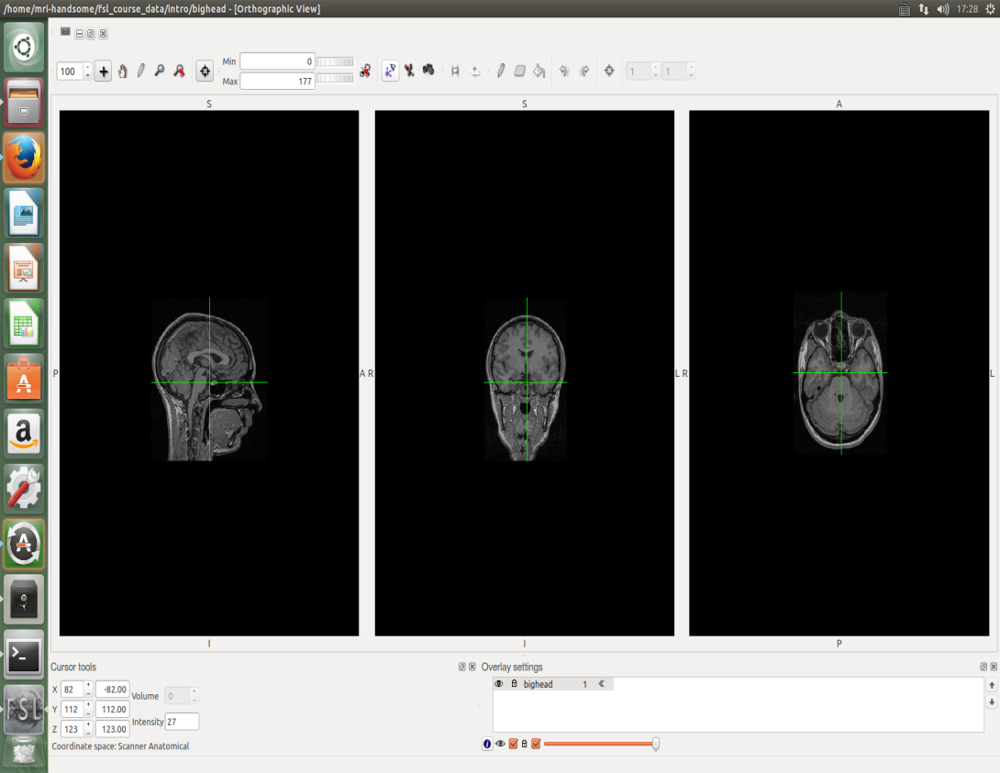 /home/mri-handsome/fsl_course_data/intro/bighead - [Orthographic View]
17:28
100
Min 0
Max 177
1 1
S S A
P A R L R L
I I P
Cursor tools
X 82 -82.00
Y 112 112.00
Z 123 123.00
Volume 0
Intensity 27
Coordinate space: Scanner Anatomical
Overlay settings
bighead 1
FSL